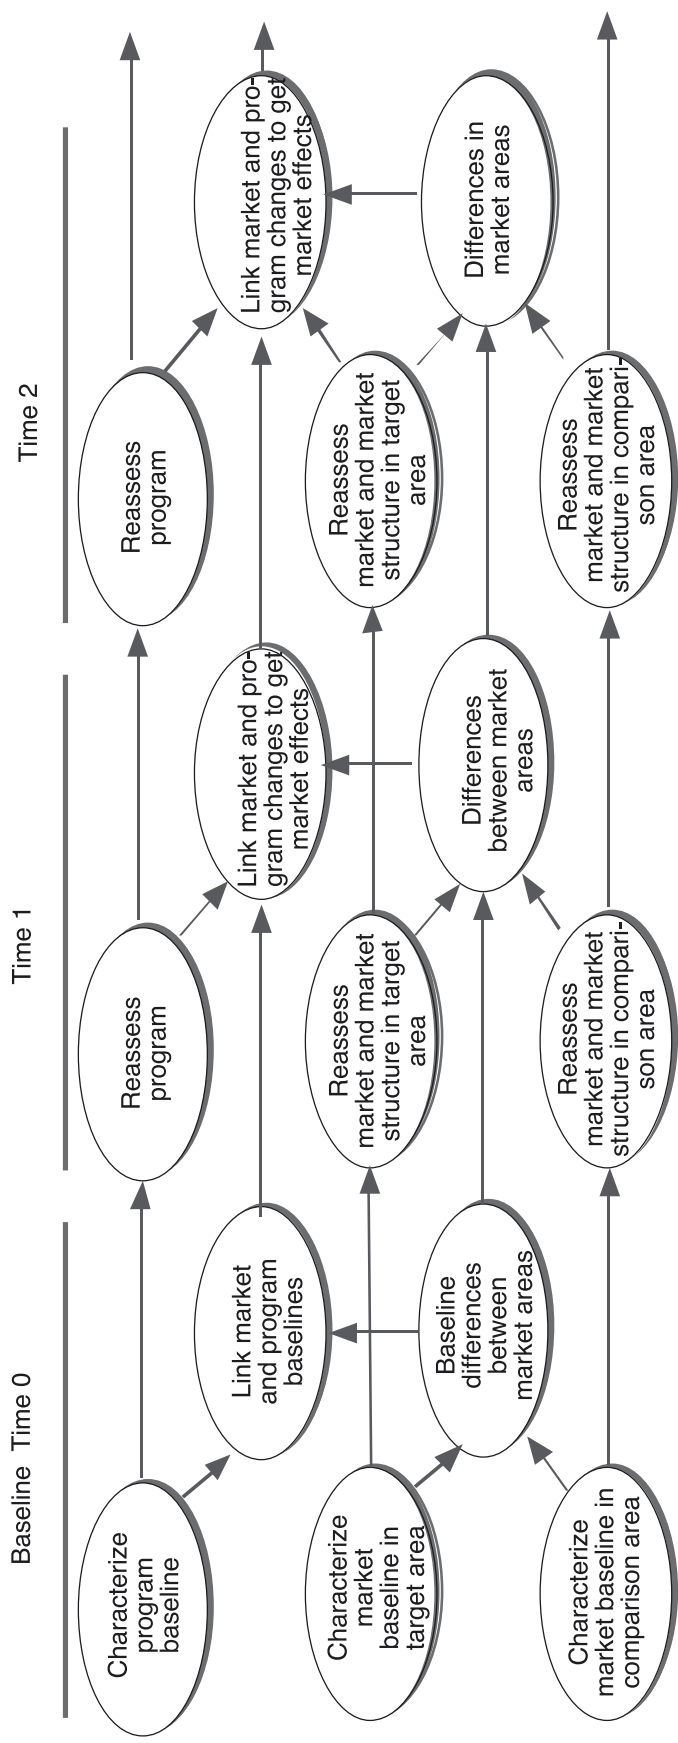 Baseline Time 0
Time 1
Time 2
Characterize
program
baseline
Reassess
program
Reassess
program
Link market
and program
baselines
Link market and pro-
gram changes to get
market effects
Link market and pro-
gram changes to get
market effects
Characterize
market
baseline in
target area
Reassess
market and market
structure in target
area
Reassess
market and market
structure in target
area
Baseline
differences
between
market areas
Differences
between market
areas
Differences in
market areas
Characterize
market baseline in
comparison area
Reassess
market and market
structure in compari-
son area
Reassess
market and market
structure in compari-
son area